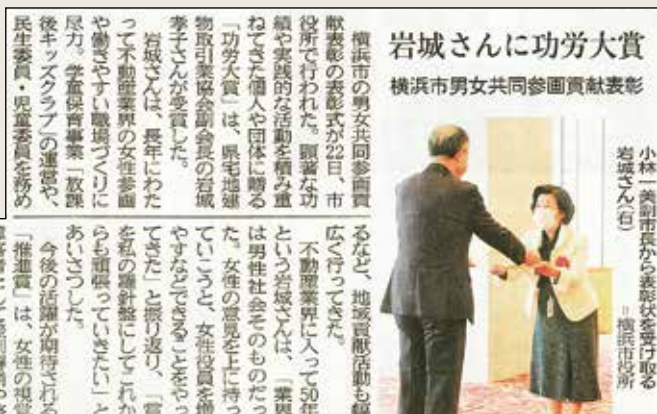 岩城さんに功労大賞
横浜市男女共同参画貢献表彰
小林一美副市長から表彰状を受け取る
岩城さん(右)
=横浜市役所
横浜市の男女共同参画貢
献表彰の表彰式が22日、市
役所で行われた。顕著な功
績や実践的な活動を積み重
ねてきた個人や団体に贈る
「功労大賞」は、県宅地建
物取引業協会副会長の岩城
孝子さんが受賞した。
岩城さんは、長年にわた
って不動産業界の女性参画
や働きやすい職場づくりに
尽力。学童保育事業「放課
後キッズクラブ」の運営や、
民生委員・児童委員を務め
るなど、地域貢献活動も幅
広く行ってきた。
不動産業界に入って50年
という岩城さんは、「業界
は男性社会そのものだっ
た。女性の意見を上に持っ
ていこうと、女性役員を増
やすなどできることをやっ
てきた」と振り返り、「賞
を私の羅針盤にしてこれか
らも頑張っていきたい」と
あいさつした。
今後の活躍が期待される
「推進賞」は、女性の視覚